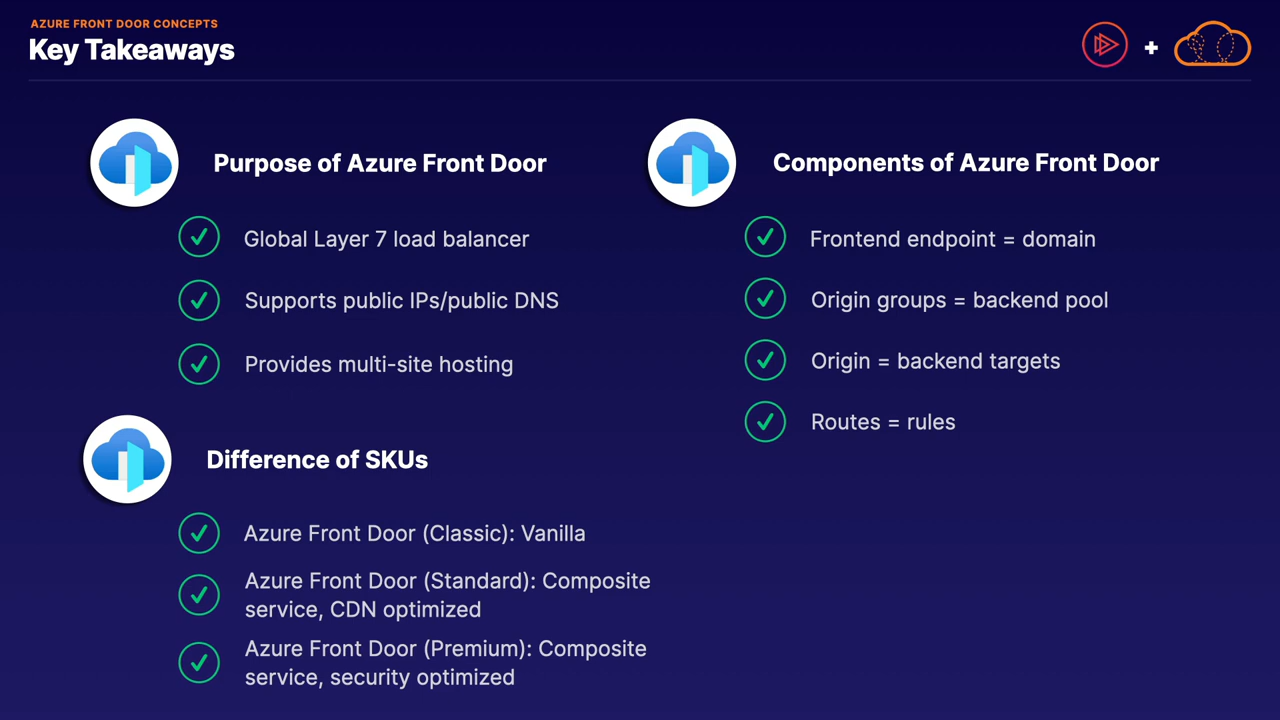 AZURE FRONT DOOR CONCEPTS
Key Takeaways
+
Purpose of Azure Front Door
Global Layer 7 load balancer
Supports public IPs/public DNS
Provides multi-site hosting
Components of Azure Front Door
Frontend endpoint = domain
Origin groups = backend pool
Origin = backend targets
Routes = rules
Difference of SKUs
Azure Front Door (Classic): Vanilla
Azure Front Door (Standard): Composite
service, CDN optimized
Azure Front Door (Premium): Composite
service, security optimized